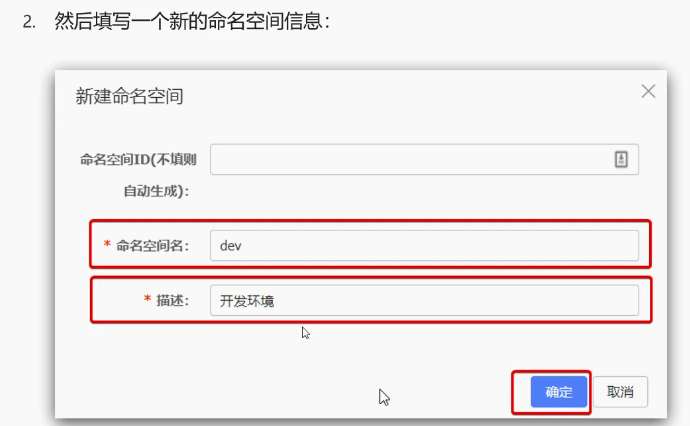 2. 然后填写一个新的命名空间信息：
新建命名空间
命名空间ID(不填则
自动生成)：
* 命名空间名： dev
* 描述： 开发环境
确定 取消